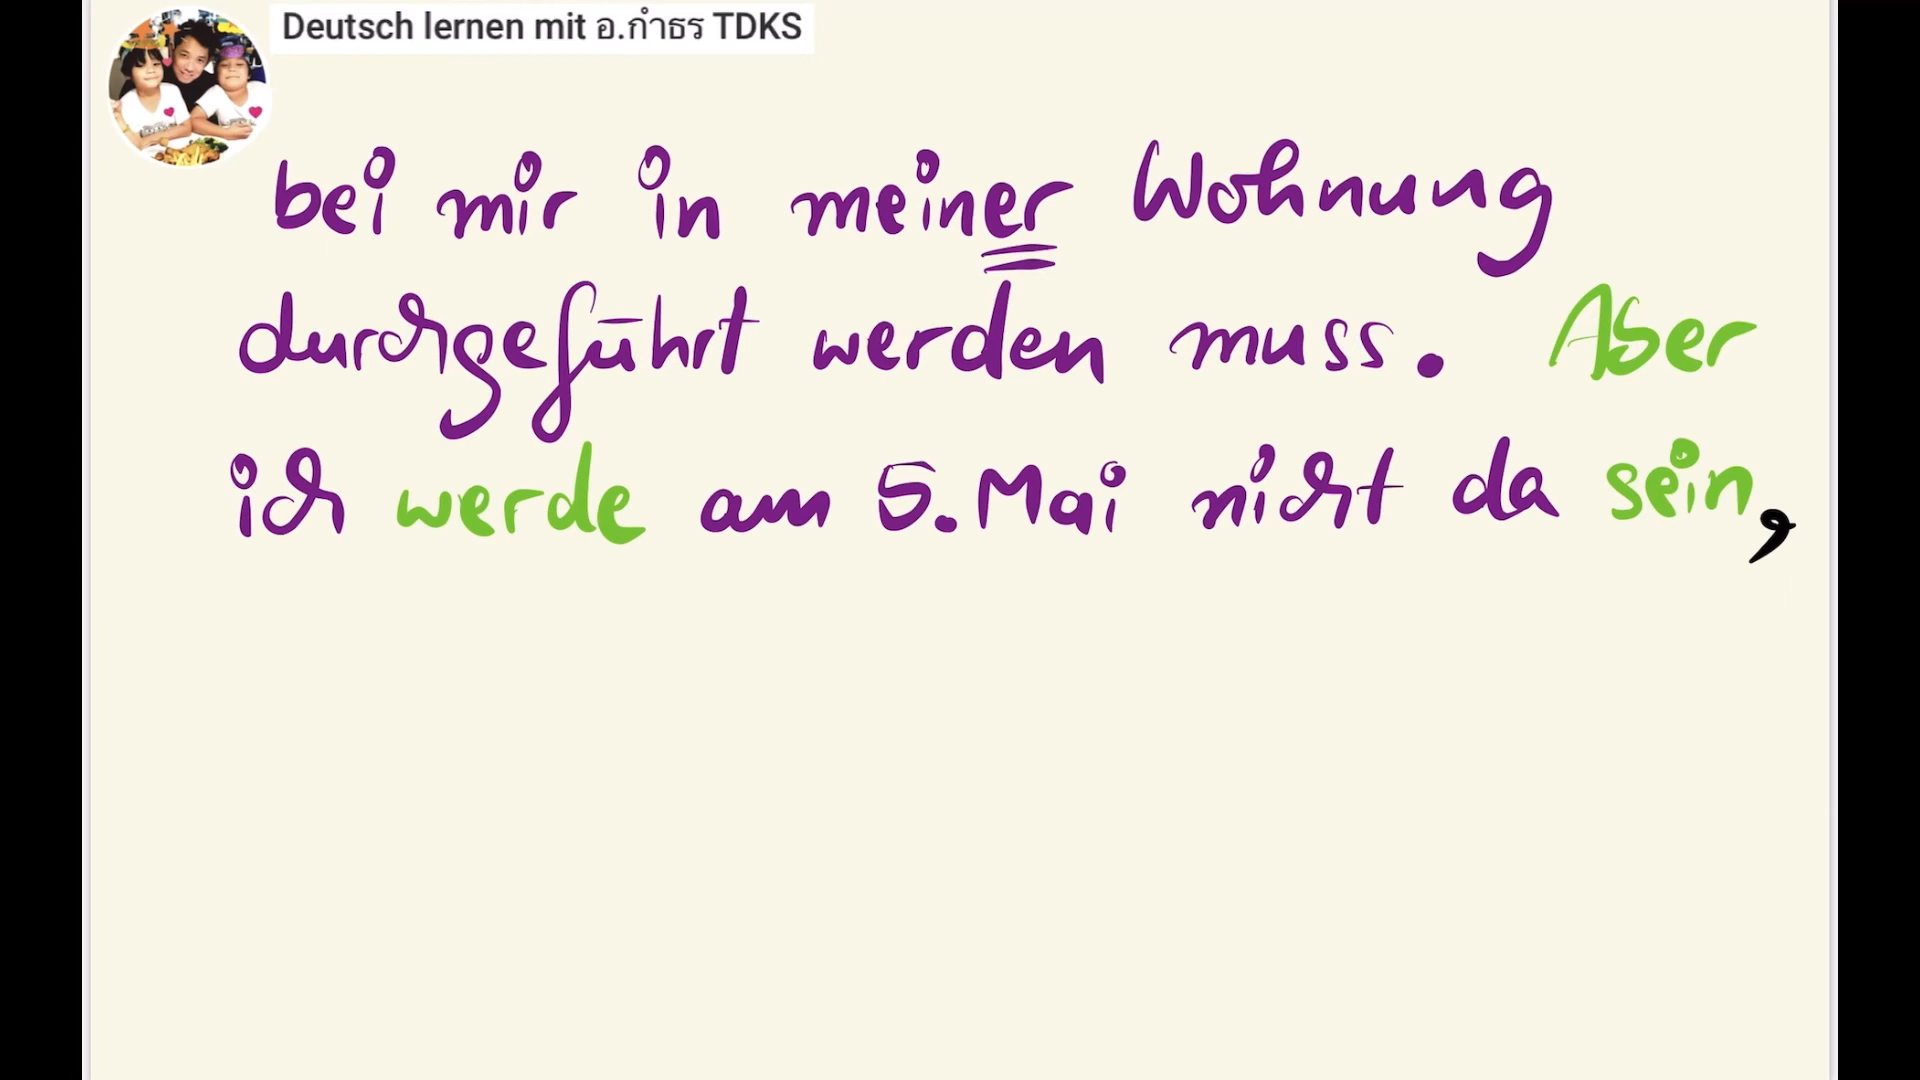 Deutsch lernen mit อ.กำธร TDKS
bei mir in meiner Wohnung
durchgeführt werden muss. Aber
ich werde am 5. Mai nicht da sein,